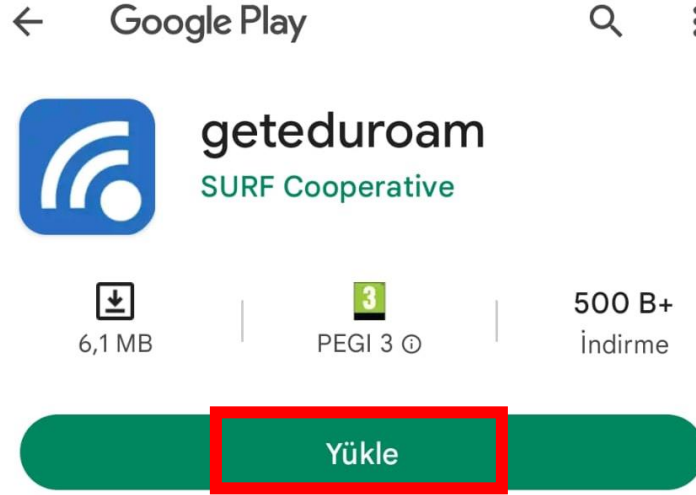 Google Play
geteduroam
SURF Cooperative
3
500 B+
6,1 MB
PEGI 3
İndirme
Yükle